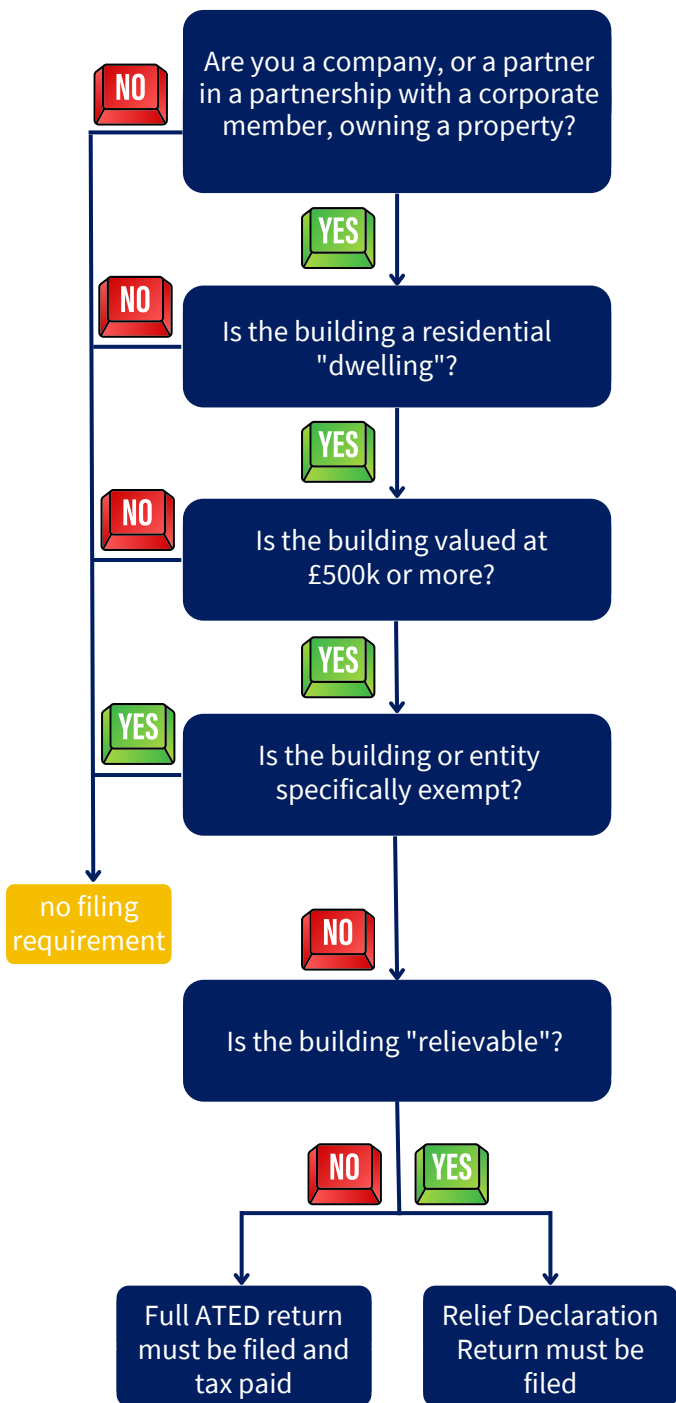 Are you a company, or a partner
in a partnership with a corporate
member, owning a property?
NO
YES
Is the building a residential
"dwelling"?
NO
YES
Is the building valued at
£500k or more?
NO
YES
Is the building or entity
specifically exempt?
YES
no filing
requirement
NO
Is the building "relievable"?
NO
YES
Full ATED return
must be filed and
tax paid
Relief Declaration
Return must be
filed